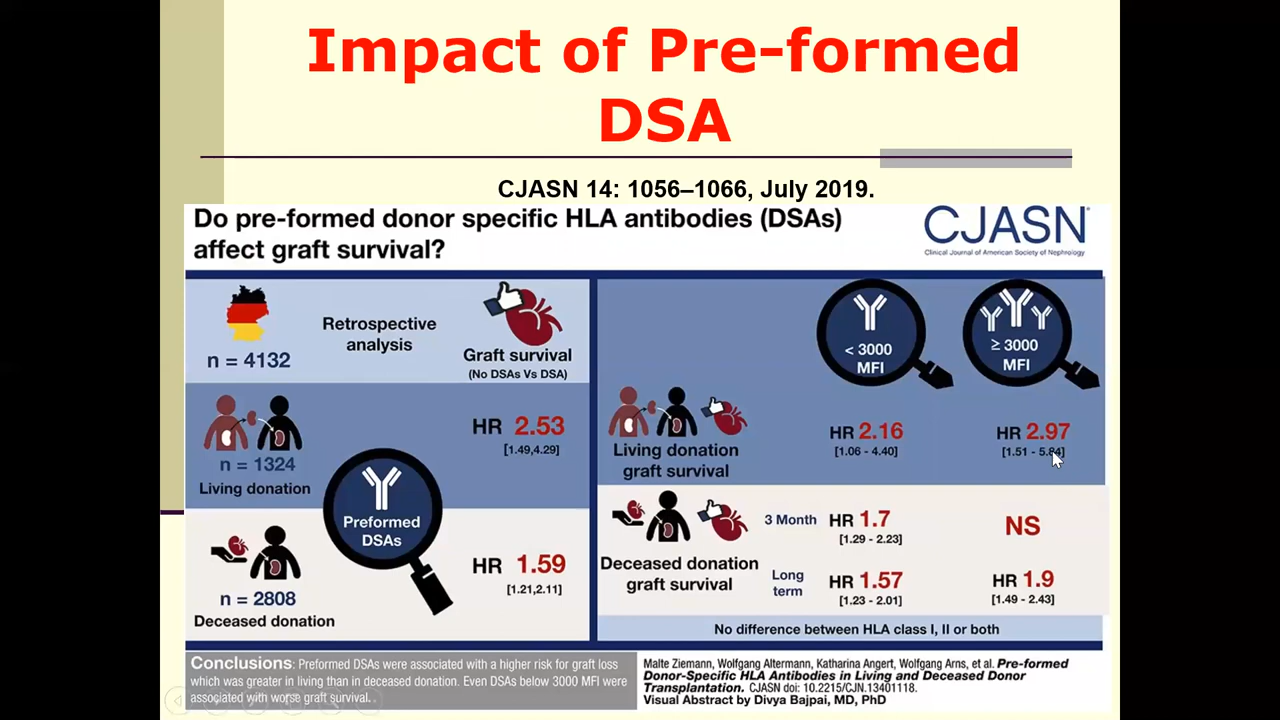 Impact of Pre-formed
DSA
CJASN 14: 1056–1066, July 2019.
Do pre-formed donor specific HLA antibodies (DSAs)
affect graft survival?
CJASN
Clinical Journal of American Society of Nephrology
n = 4132
Retrospective
analysis
Graft survival
(No DSAs Vs DSA)
n = 1324
Living donation
HR 2.53
[1.49,4.29]
Preformed
DSAs
n = 2808
Deceased donation
HR 1.59
[1.21,2.11]
< 3000
MFI
≥ 3000
MFI
Living donation
graft survival
HR 2.16
[1.06 - 4.40]
HR 2.97
[1.51 - 5.84]
Deceased donation
graft survival
3 Month
HR 1.7
[1.29 - 2.23]
NS
Long
term
HR 1.57
[1.23 - 2.01]
HR 1.9
[1.49 - 2.43]
No difference between HLA class I, II or both
Conclusions: Preformed DSAs were associated with a higher risk for graft loss
which was greater in living than in deceased donation. Even DSAs below 3000 MFI were
associated with worse graft survival.
Malte Ziemann, Wolfgang Altermann, Katharina Angert, Wolfgang Arns, et al. Pre-formed
Donor-Specific HLA Antibodies in Living and Deceased Donor
Transplantation. CJASN doi: 10.2215/CJN.13401118.
Visual Abstract by Divya Bajpai, MD, PhD